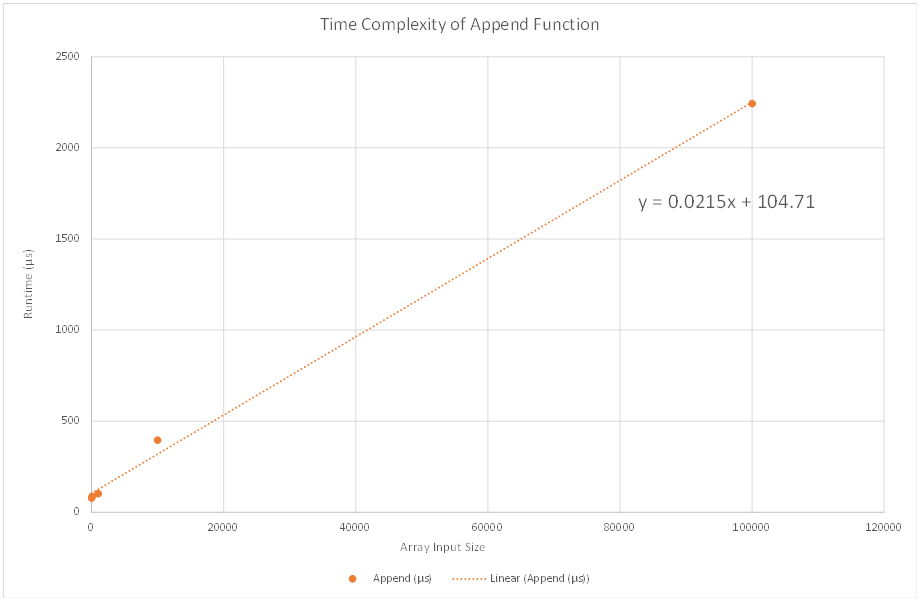 Time Complexity of Append Function
2500
2000
1500
1000
500
0
Runtime (µs)
y = 0.0215x + 104.71
0 20000 40000 60000 80000 100000 120000
Array Input Size
Append (µs) Linear (Append (µs))